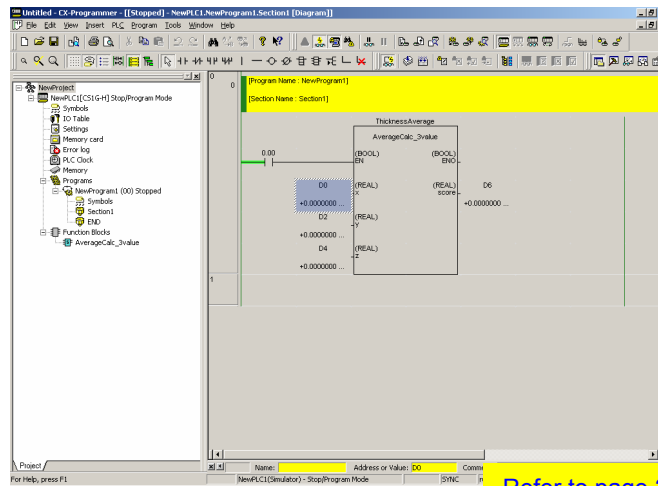 Untitled - CX-Programmer - [[Stopped] - NewPLC1.NewProgram1.Section1 [Diagram]]
File Edit View Insert PLC Program Tools Window Help
NewProject
NewPLC1[CS1G-H] Stop/Program Mode
Symbols
IO Table
Settings
Memory card
Error log
PLC Clock
Memory
Programs
NewProgram1 (00) Stopped
Symbols
Section1
END
Function Blocks
AverageCalc_3value
Project
0
0
[Program Name : NewProgram1]
[Section Name : Section1]
ThicknessAverage
AverageCalc_3value
0.00
(BOOL) (BOOL)
EN ENO
D0 (REAL) (REAL) D6
x score
+0.0000000 ... +0.0000000 ...
D2 (REAL)
y
+0.0000000 ...
D4 (REAL)
z
+0.0000000 ...
1
Name: Address or Value: D0
For Help, press F1 NewPLC1(Simulator) - Stop/Program Mode SYNC
Refer to page